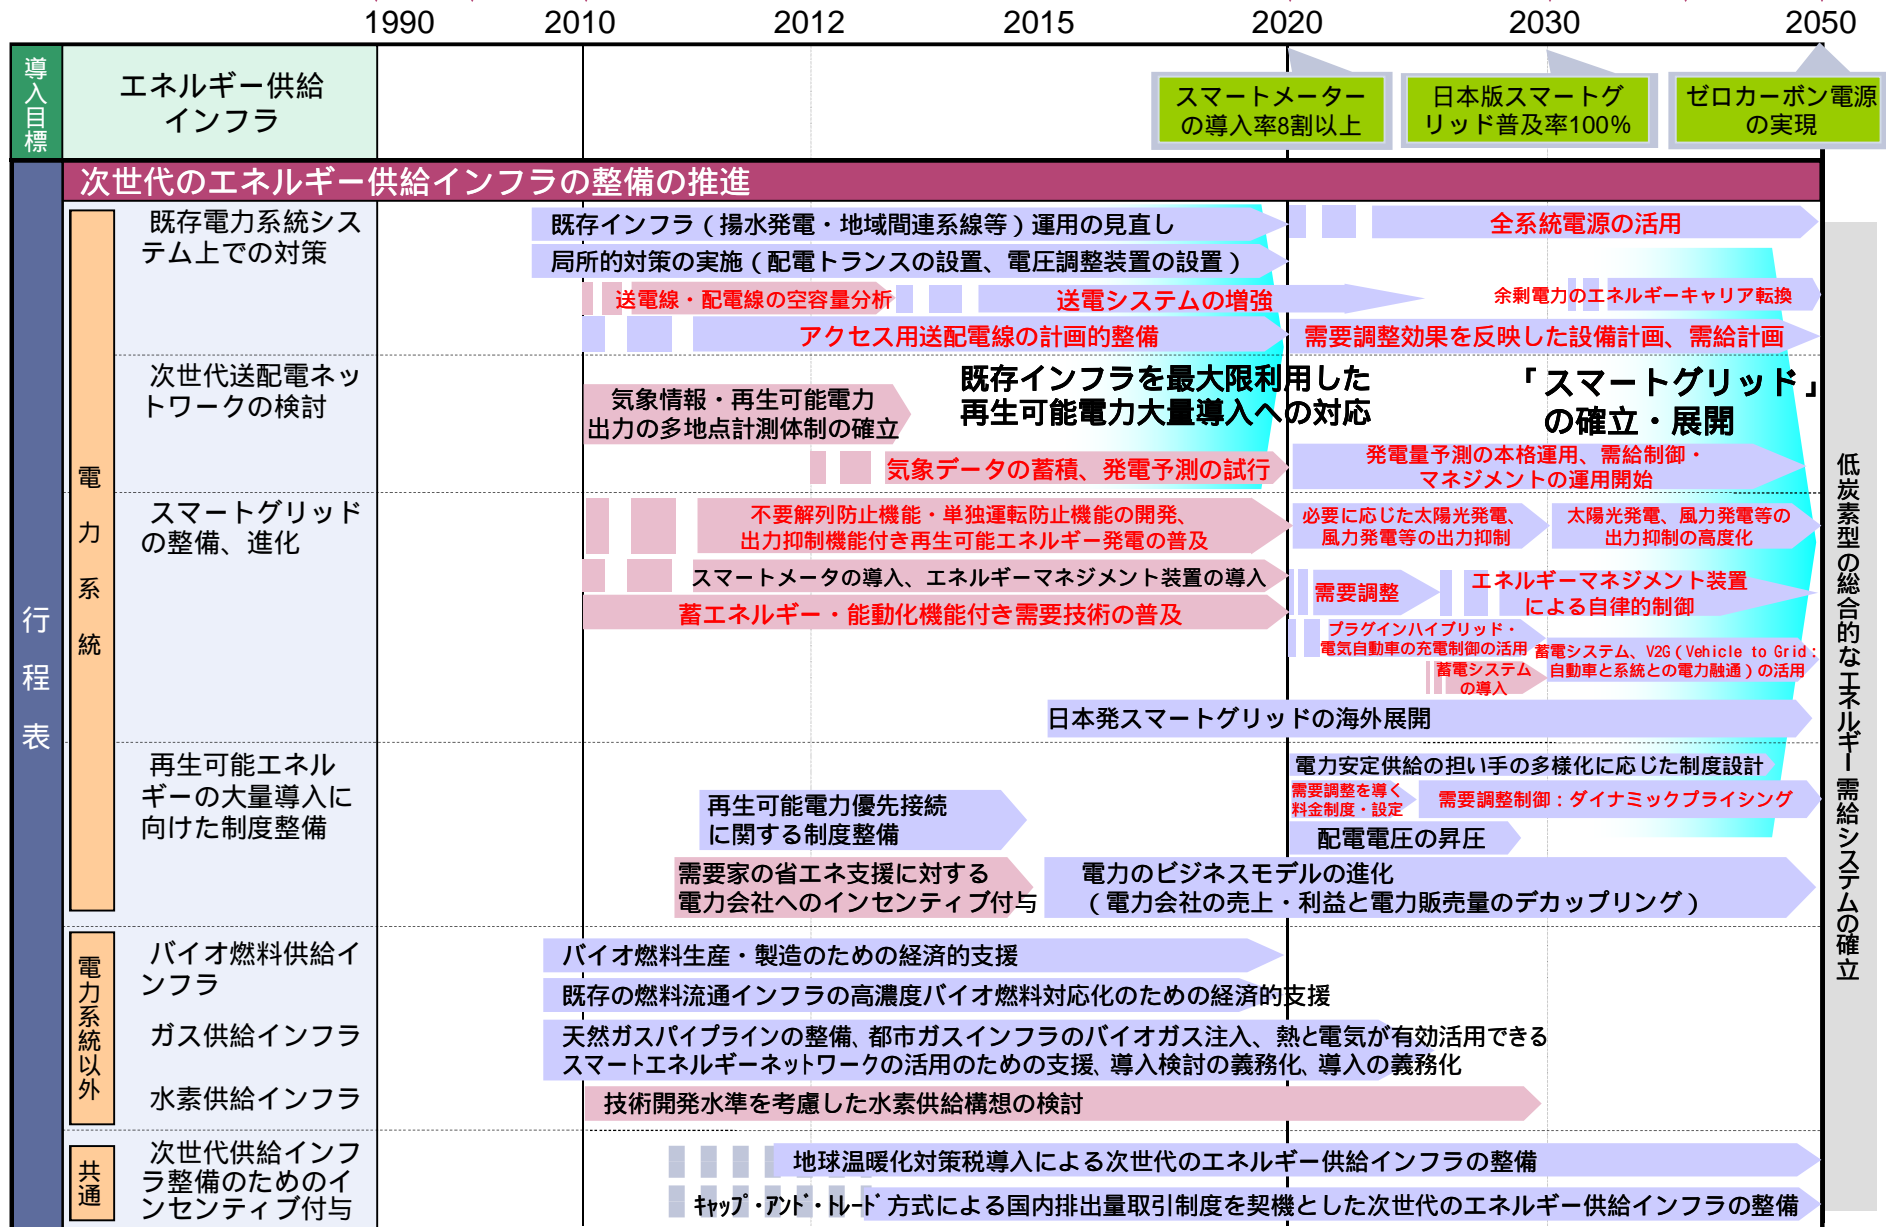 1990 2010 2012 2015 2020 2030 2050
導入目標
エネルギー供給
インフラ
スマートメーター
の導入率8割以上
日本版スマートグ
リッド普及率100%
ゼロカーボン電源
の実現
行程表
次世代のエネルギー供給インフラの整備の推進
電力系統
既存電力系統シス
テム上での対策
既存インフラ(揚水発電・地域間連系線等)運用の見直し
全系統電源の活用
局所的対策の実施(配電トランスの設置、電圧調整装置の設置)
送電線・配電線の空容量分析
送電システムの増強
余剰電力のエネルギーキャリア転換
アクセス用送配電線の計画的整備
需要調整効果を反映した設備計画、需給計画
次世代送配電ネッ
トワークの検討
既存インフラを最大限利用した
再生可能電力大量導入への対応
「スマートグリッド」
の確立・展開
気象情報・再生可能電力
出力の多地点計測体制の確立
気象データの蓄積、発電予測の試行
発電量予測の本格運用、需給制御・
マネジメントの運用開始
スマートグリッド
の整備、進化
不要解列防止機能・単独運転防止機能の開発、
出力抑制機能付き再生可能エネルギー発電の普及
必要に応じた太陽光発電、
風力発電等の出力抑制
太陽光発電、風力発電等の
出力抑制の高度化
スマートメータの導入、エネルギーマネジメント装置の導入
需要調整
エネルギーマネジメント装置
による自律的制御
蓄エネルギー・能動化機能付き需要技術の普及
プラグインハイブリッド・
電気自動車の充電制御の活用
蓄電システム
の導入
蓄電システム、V2G(Vehicle to Grid:
自動車と系統との電力融通)の活用
日本発スマートグリッドの海外展開
再生可能エネル
ギーの大量導入に
向けた制度整備
電力安定供給の担い手の多様化に応じた制度設計
再生可能電力優先接続
に関する制度整備
需要調整を導く
料金制度・設定
需要調整制御:ダイナミックプライシング
配電電圧の昇圧
需要家の省エネ支援に対する
電力会社へのインセンティブ付与
電力のビジネスモデルの進化
(電力会社の売上・利益と電力販売量のデカップリング)
低炭素型の総合的なエネルギー需給システムの確立
電力系統以外
バイオ燃料供給イ
ンフラ
バイオ燃料生産・製造のための経済的支援
既存の燃料流通インフラの高濃度バイオ燃料対応化のための経済的支援
ガス供給インフラ
天然ガスパイプラインの整備、都市ガスインフラのバイオガス注入、熱と電気が有効活用できる
スマートエネルギーネットワークの活用のための支援、導入検討の義務化、導入の義務化
水素供給インフラ
技術開発水準を考慮した水素供給構想の検討
共通
次世代供給インフ
ラ整備のためのイ
ンセンティブ付与
地球温暖化対策税導入による次世代のエネルギー供給インフラの整備
ｷｬｯﾌﾟ・ｱﾝﾄﾞ・ﾄﾚｰﾄﾞ方式による国内排出量取引制度を契機とした次世代のエネルギー供給インフラの整備